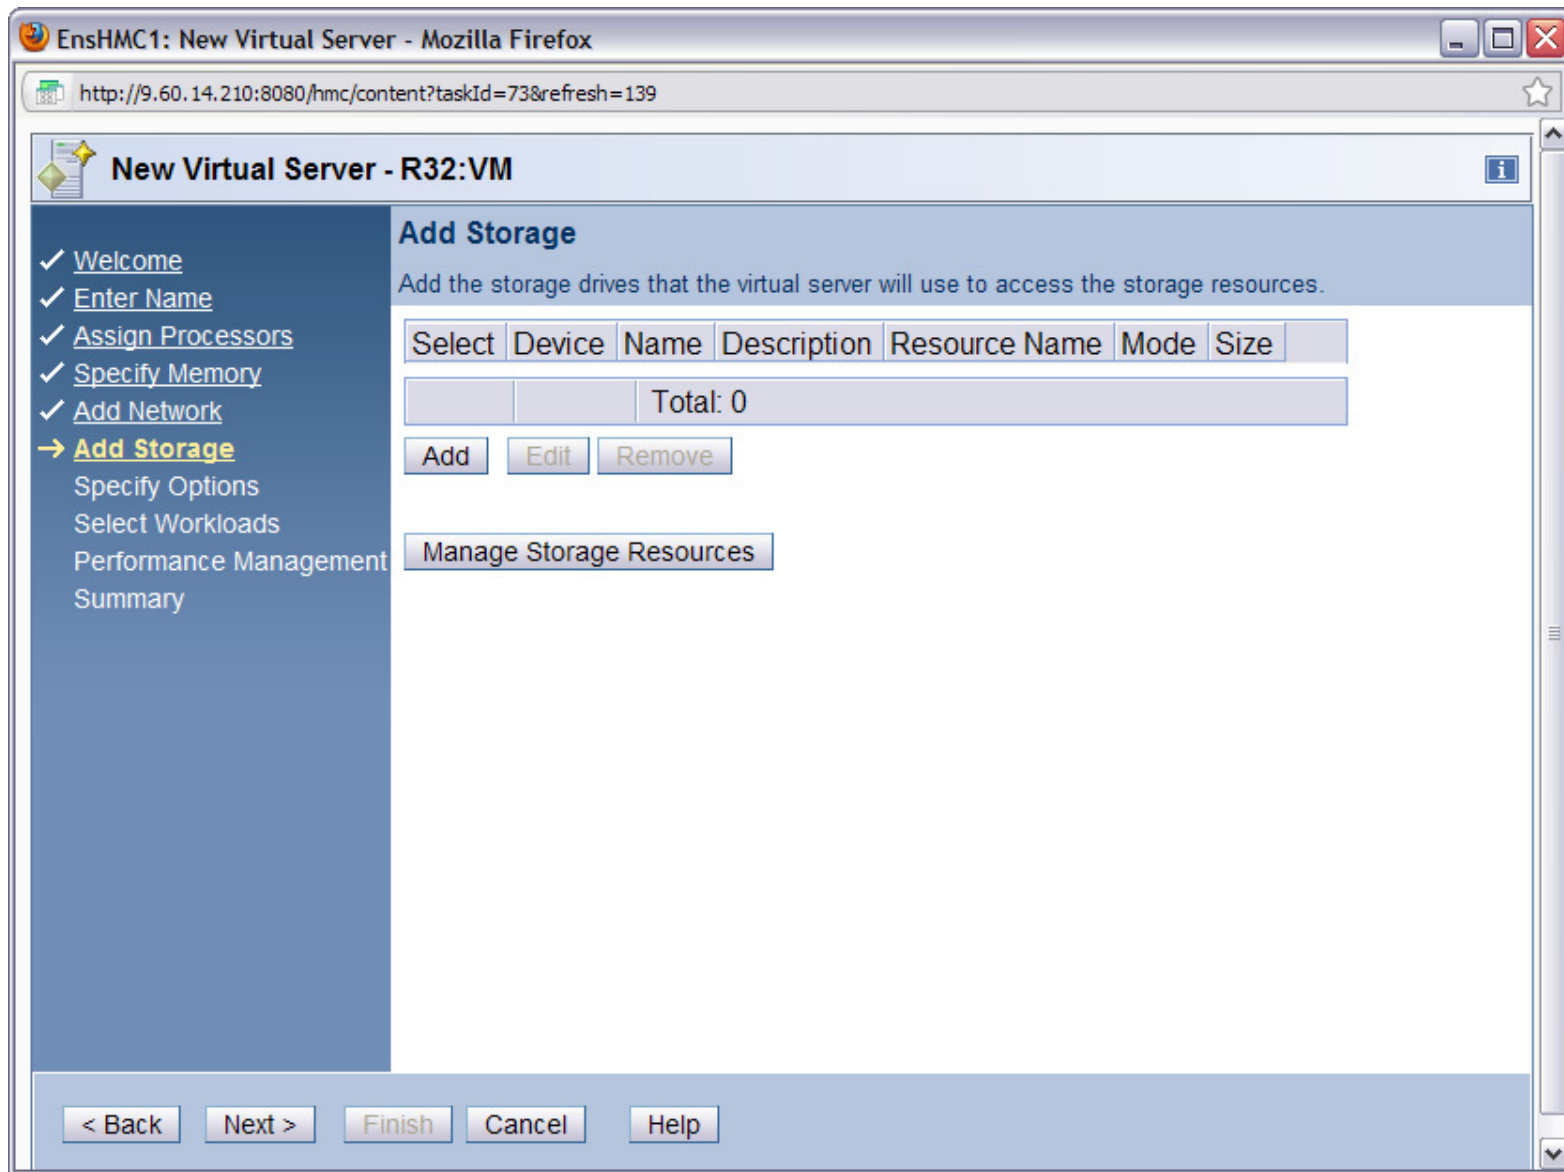 EnsHMC1: New Virtual Server - Mozilla Firefox
http://9.60.14.210:8080/hmc/content?taskId=73&refresh=139
New Virtual Server - R32:VM
i
Welcome
Enter Name
Assign Processors
Specify Memory
Add Network
Add Storage
Specify Options
Select Workloads
Performance Management
Summary
Add Storage
Add the storage drives that the virtual server will use to access the storage resources.
Select Device Name Description Resource Name Mode Size
Total: 0
Add Edit Remove
Manage Storage Resources
< Back Next > Finish Cancel Help